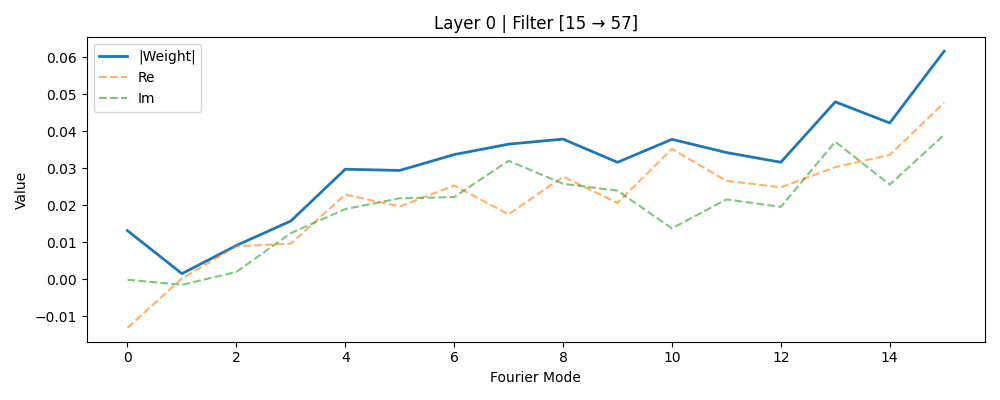 Layer 0 | Filter [15 → 57]
|Weight|
Re
Im
0.06
0.05
0.04
0.03
0.02
0.01
0.00
−0.01
Value
0 2 4 6 8 10 12 14
Fourier Mode